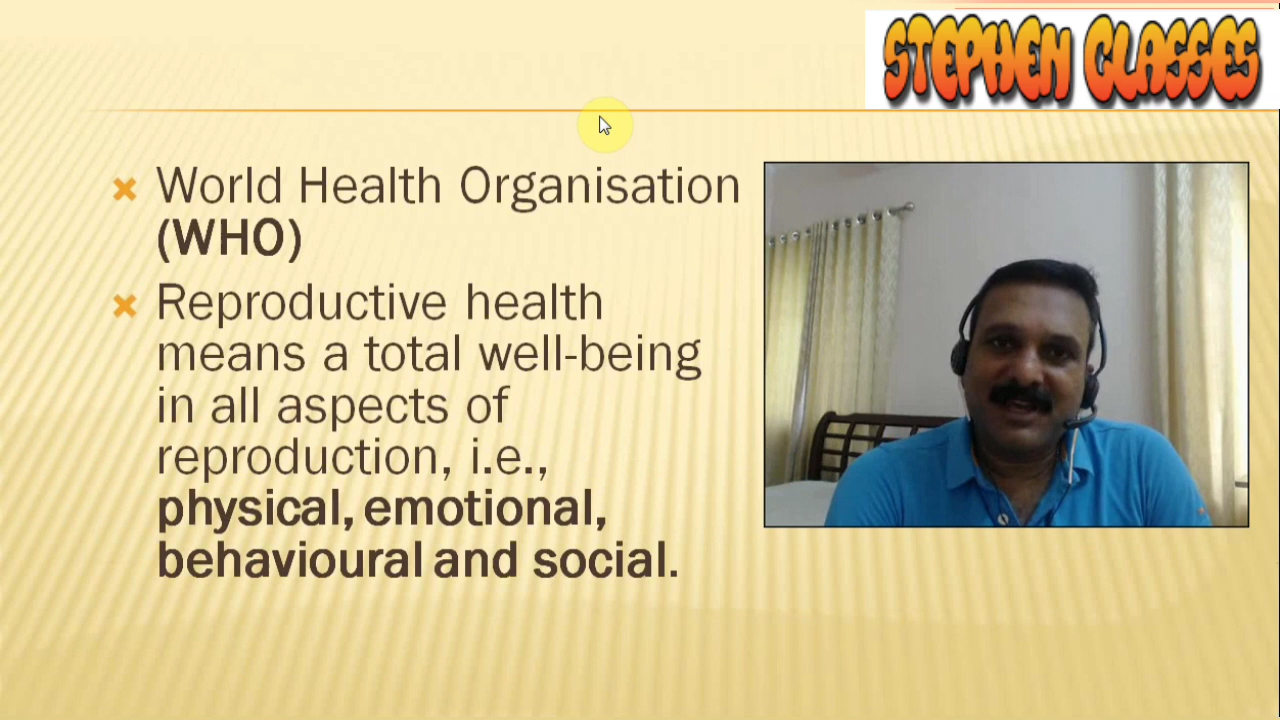 STEPHEN CLASSES
World Health Organisation
(WHO)
Reproductive health
means a total well-being
in all aspects of
reproduction, i.e.,
physical, emotional,
behavioural and social.